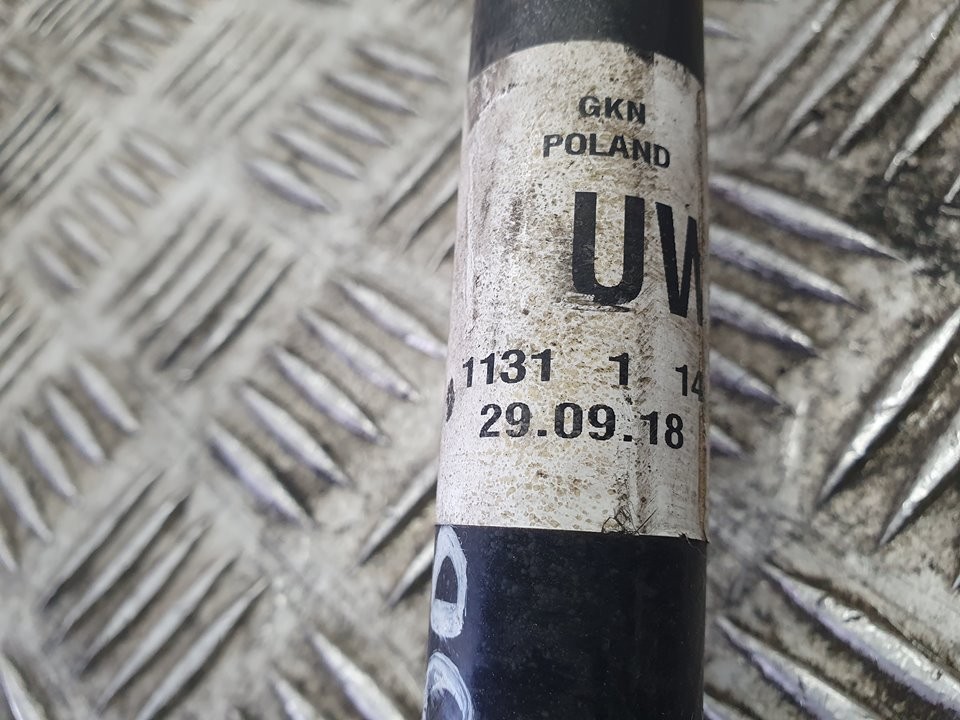 GKN
POLAND
UW
1131 1 14
29.09.18